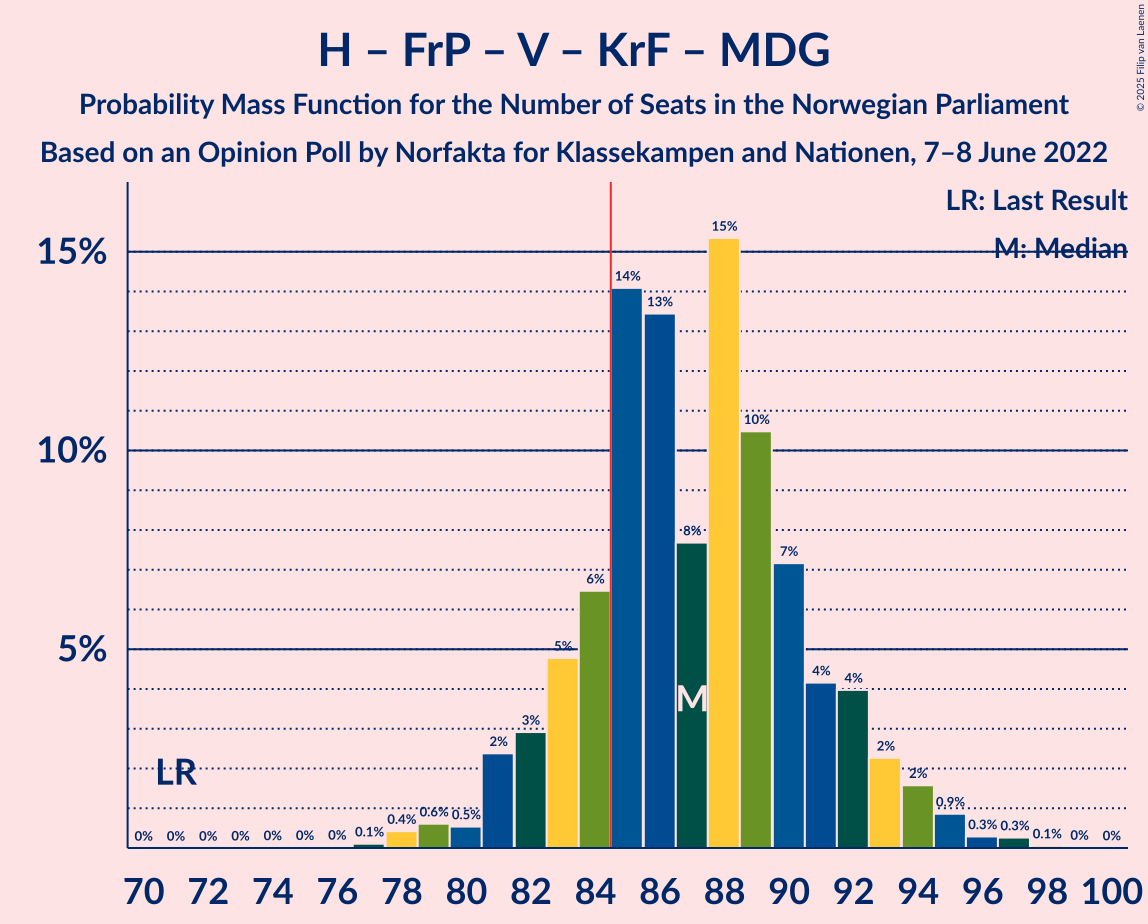 H – FrP – V – KrF – MDG
Probability Mass Function for the Number of Seats in the Norwegian Parliament
Based on an Opinion Poll by Norfakta for Klassekampen and Nationen, 7–8 June 2022
© 2025 Filip van Laenen
LR: Last Result
M: Median
15%
10%
5%
0% 0% 0% 0% 0% 0% 0% 0.1% 0.4% 0.6% 0.5% 2% 3% 5% 6% 14% 13% 8% 15% 10% 7% 4% 4% 2% 2% 0.9% 0.3% 0.3% 0.1% 0% 0%
LR
M
70 72 74 76 78 80 82 84 86 88 90 92 94 96 98 100